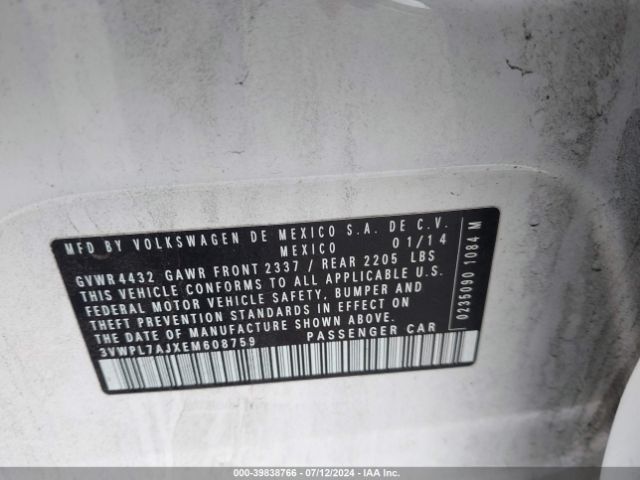 MFD BY VOLKSWAGEN DE MEXICO S.A. DE C.V.
MEXICO 01/14
GVWR 4432 GAWR FRONT 2337 / REAR 2205 LBS
THIS VEHICLE CONFORMS TO ALL APPLICABLE U.S.
FEDERAL MOTOR VEHICLE SAFETY, BUMPER AND
THEFT PREVENTION STANDARDS IN EFFECT ON
THE DATE OF MANUFACTURE SHOWN ABOVE.
3VWPL7AJXEM608759 PASSENGER CAR
0235090 1084 M
000-39838766 - 07/12/2024 - IAA Inc.